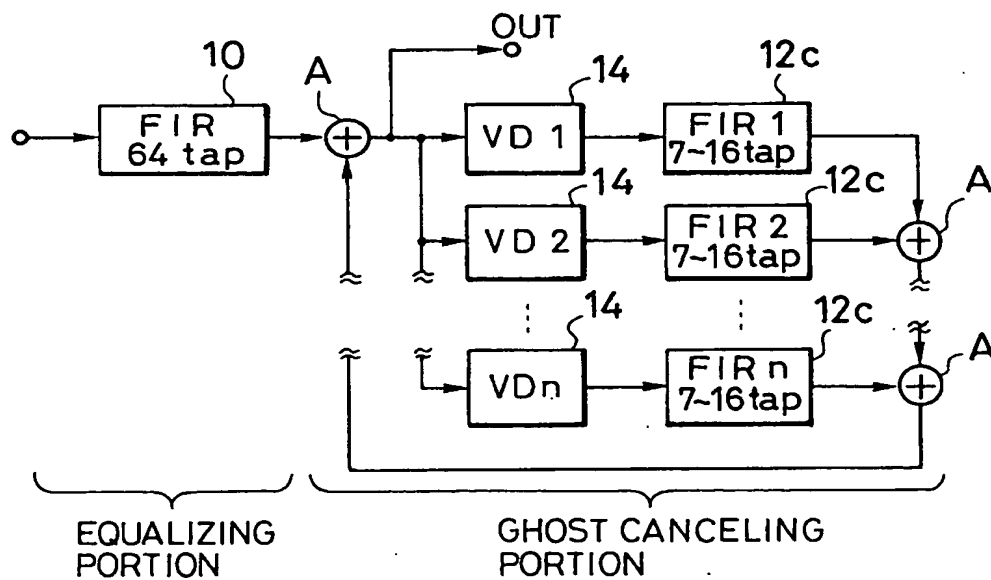 OUT
10
A
14
12c
FIR
64 tap
+
VD 1
FIR 1
7~16tap
14
12c
A
VD 2
FIR 2
7~16tap
+
14
12c
A
VDn
FIR n
7~16tap
+
EQUALIZING
PORTION
GHOST CANCELING
PORTION